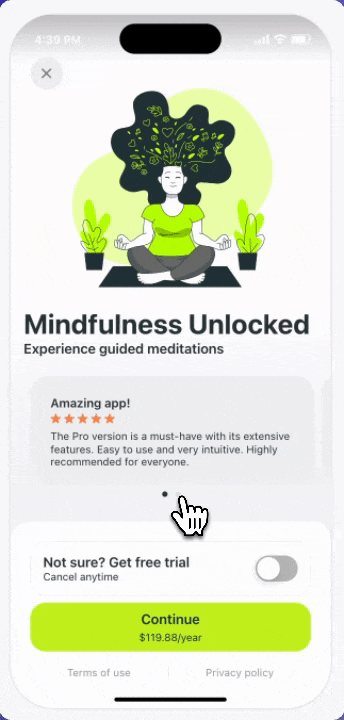 4:39 PM
Mindfulness Unlocked
Experience guided meditations
Amazing app!
The Pro version is a must-have with its extensive
features. Easy to use and very intuitive. Highly
recommended for everyone.
Not sure? Get free trial
Cancel anytime
Continue
$119.88/year
Terms of use
Privacy policy